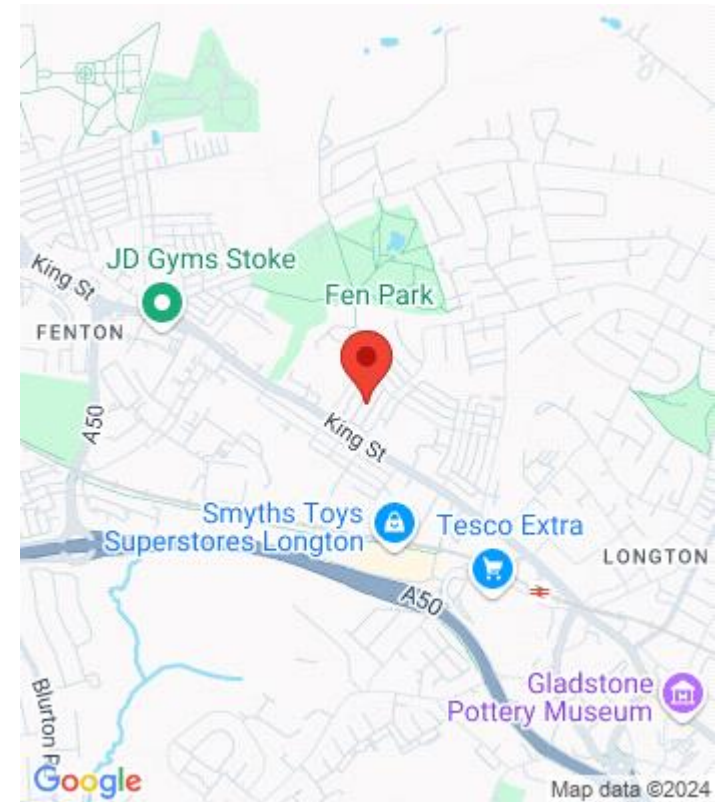 King St
JD Gyms Stoke
Fen Park
FENTON
A50
King St
Smyths Toys
Superstores Longton
Tesco Extra
LONGTON
A50
Gladstone
Pottery Museum
Blurton R
Google
Map data ©2024